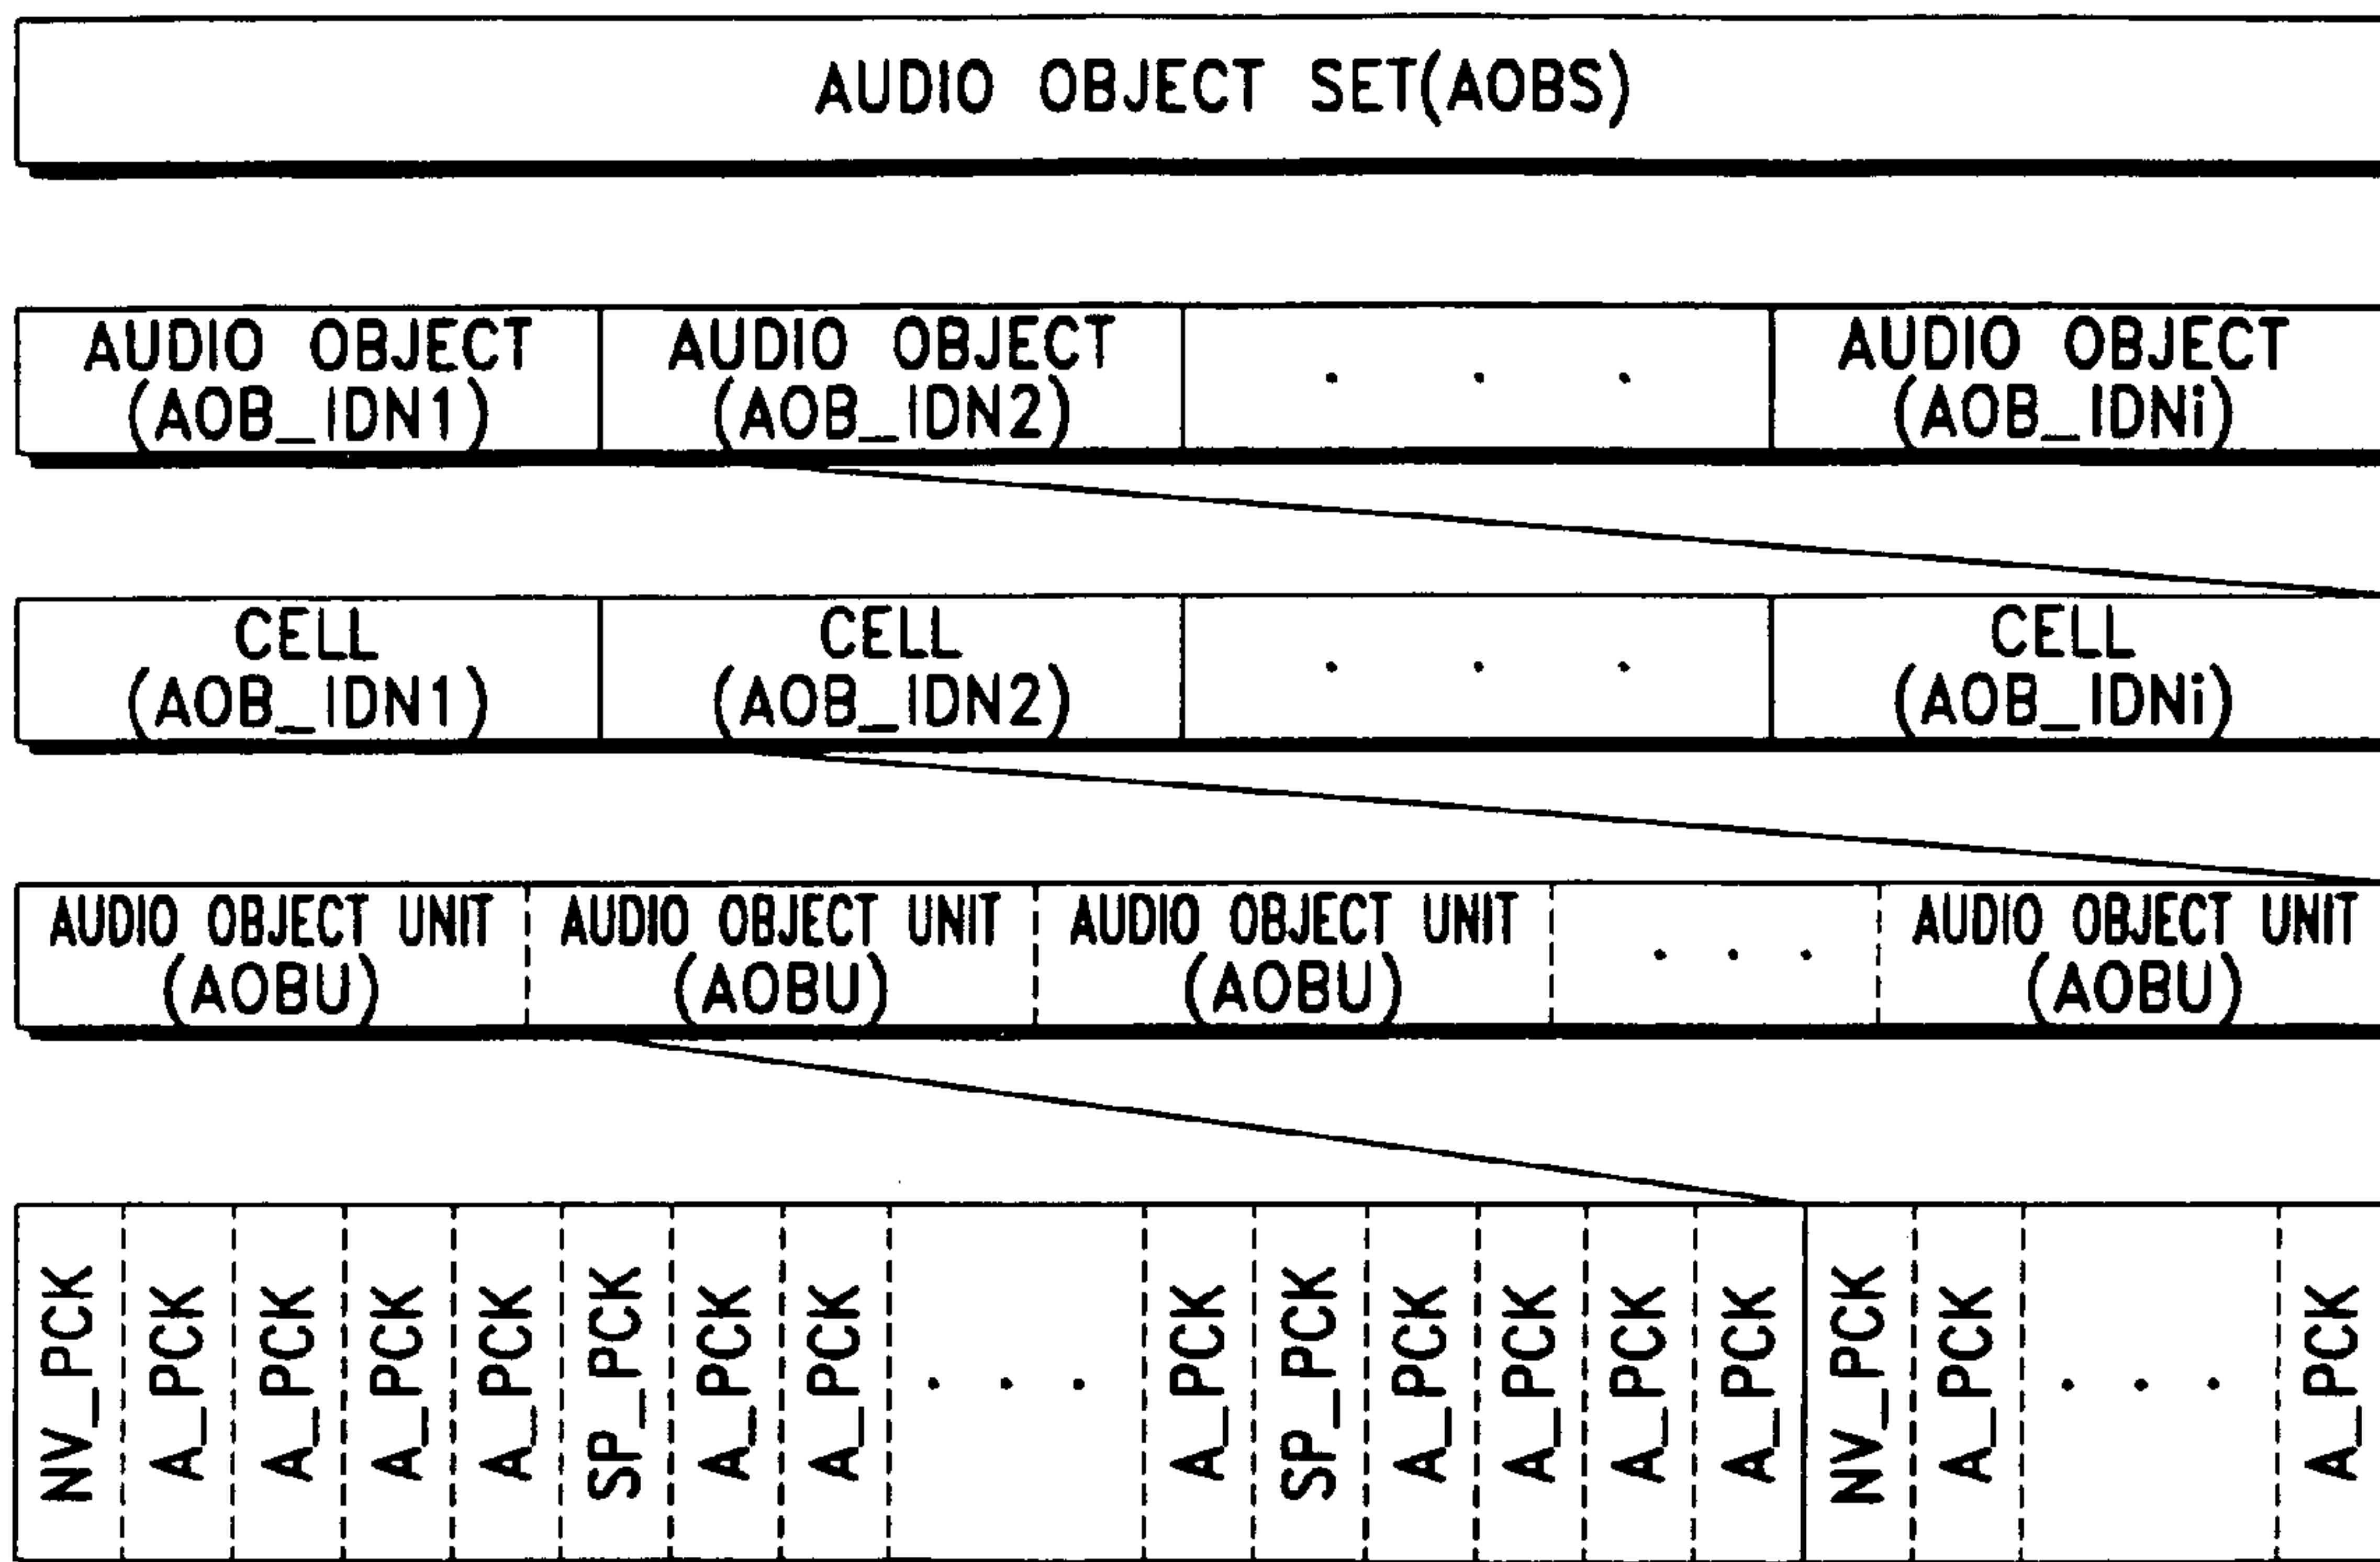 AUDIO OBJECT SET(AOBS)
AUDIO OBJECT
(AOB_IDN1)
AUDIO OBJECT
(AOB_IDN2)
. . .
AUDIO OBJECT
(AOB_IDNi)
CELL
(AOB_IDN1)
CELL
(AOB_IDN2)
. . .
CELL
(AOB_IDNi)
AUDIO OBJECT UNIT
(AOBU)
AUDIO OBJECT UNIT
(AOBU)
AUDIO OBJECT UNIT
(AOBU)
. . .
AUDIO OBJECT UNIT
(AOBU)
NV_PCK
A_PCK
A_PCK
A_PCK
A_PCK
SP_PCK
A_PCK
A_PCK
. . .
A_PCK
SP_PCK
A_PCK
A_PCK
A_PCK
A_PCK
NV_PCK
A_PCK
. . .
A_PCK